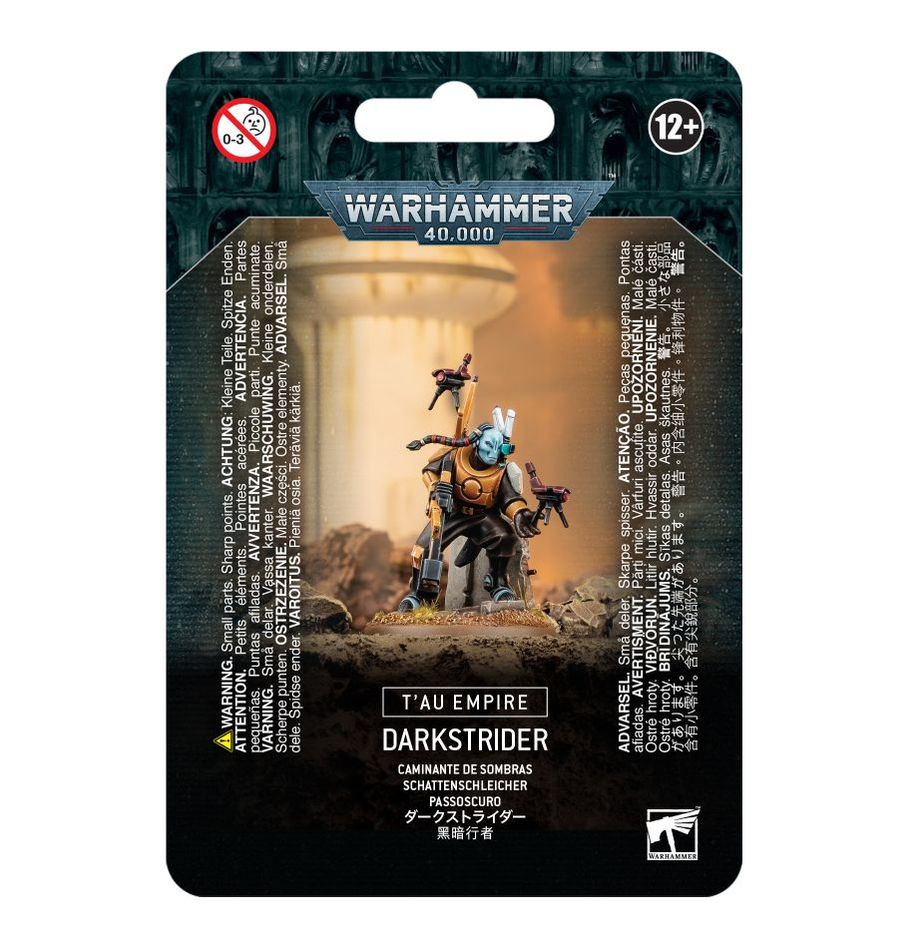 0-3
12+
WARHAMMER
40,000
™
⚠WARNING. Small parts. Sharp points. ACHTUNG: Kleine Teile. Spitze Enden.
ATTENTION. Petits éléments. Pointes acérées. ADVERTENCIA. Partes
pequeñas. Puntas afiladas. AVVERTENZA. Piccole parti. Punte acuminate.
VARNING. Små delar. Vassa kanter. WAARSCHUWING. Kleine onderdelen.
Scherpe punten. OSTRZEŻENIE. Małe części. Ostre elementy. ADVARSEL. Små
dele. Spidse ender. VAROITUS. Pieniä osia. Teräviä kärkiä.
ADVARSEL. Små deler. Skarpe spisser. ATENÇÃO. Peças pequenas. Pontas
afiadas. AVERTISMENT. Părți mici. Vârfuri ascuțite. UPOZORNĚNÍ. Malé části.
Ostré hroty. VIÐVÖRUN. Litlir hlutir. Hvassir oddar. UPOZORNENIE. Malé časti.
Ostré hroty. BRĪDINĀJUMS. Sīkas detaļas. Asas šķautnes. 警告。小さな部品
があります。尖った先端があります。警告。内含细小零件。锋利物件。警告。
含有小零件。含有尖銳部分。
T'AU EMPIRE
DARKSTRIDER
CAMINANTE DE SOMBRAS
SCHATTENSCHLEICHER
PASSOSCURO
ダークストライダー
黑暗行者
WARHAMMER